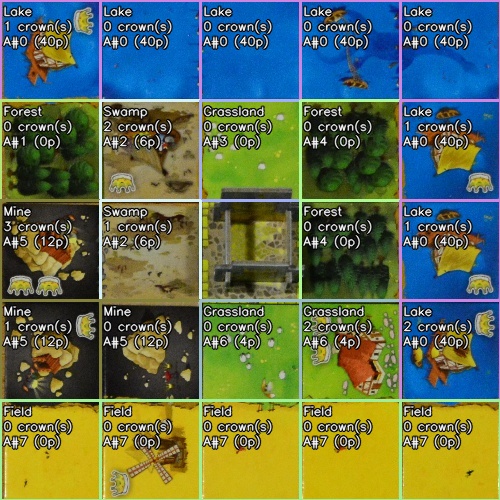 Lake
1 crown(s)
A#0 (40p)
Lake
0 crown(s)
A#0 (40p)
Lake
0 crown(s)
A#0 (40p)
Lake
0 crown(s)
A#0 (40p)
Lake
0 crown(s)
A#0 (40p)
Forest
0 crown(s)
A#1 (0p)
Swamp
2 crown(s)
A#2 (6p)
Grassland
0 crown(s)
A#3 (0p)
Forest
0 crown(s)
A#4 (0p)
Lake
1 crown(s)
A#0 (40p)
Mine
3 crown(s)
A#5 (12p)
Swamp
1 crown(s)
A#2 (6p)
Forest
0 crown(s)
A#4 (0p)
Lake
1 crown(s)
A#0 (40p)
Mine
1 crown(s)
A#5 (12p)
Mine
0 crown(s)
A#5 (12p)
Grassland
0 crown(s)
A#6 (4p)
Grassland
2 crown(s)
A#6 (4p)
Lake
2 crown(s)
A#0 (40p)
Field
0 crown(s)
A#7 (0p)
Field
0 crown(s)
A#7 (0p)
Field
0 crown(s)
A#7 (0p)
Field
0 crown(s)
A#7 (0p)
Field
0 crown(s)
A#7 (0p)